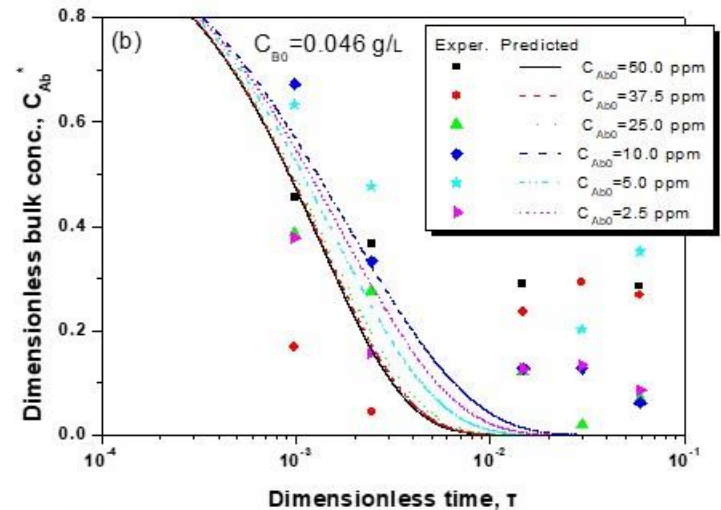 0.8
(b)
C_B0=0.046 g/L
Exper. Predicted
C_Ab0=50.0 ppm
C_Ab0=37.5 ppm
C_Ab0=25.0 ppm
C_Ab0=10.0 ppm
C_Ab0=5.0 ppm
C_Ab0=2.5 ppm
0.6
0.4
0.2
0.0
Dimensionless bulk conc., C_Ab*
10^-4
10^-3
10^-2
10^-1
Dimensionless time, τ